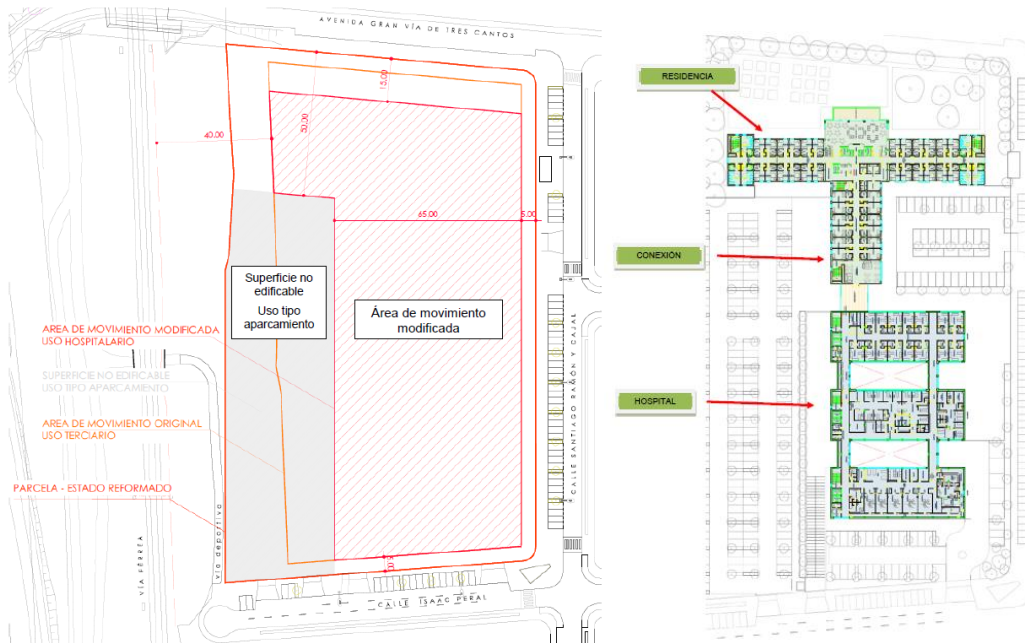 AVENIDA GRAN VÍA DE TRES CANTOS
15.00
50.00
40.00
65.00
5.00
Superficie no
edificable
Uso tipo
aparcamiento
Área de movimiento
modificada
AREA DE MOVIMIENTO MODIFICADA
USO HOSPITALARIO
SUPERFICIE NO EDIFICABLE
USO TIPO APARCAMIENTO
AREA DE MOVIMIENTO ORIGINAL
USO TERCIARIO
PARCELA - ESTADO REFORMADO
VÍA FÉRREA
vío deportivo
CALLE SANTIAGO RAMÓN Y CAJAL
CALLE ISAAC PERAL
RESIDENCIA
CONEXIÓN
HOSPITAL